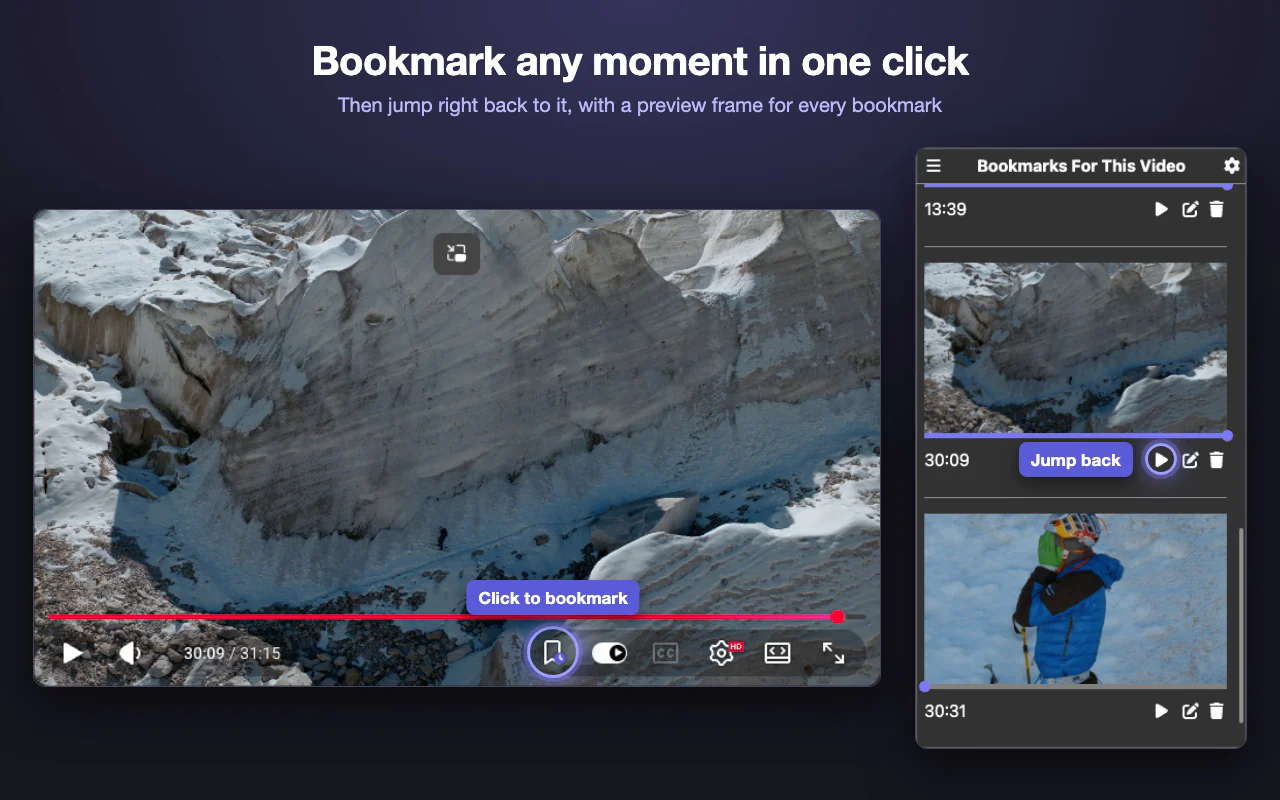 Bookmark any moment in one click
Then jump right back to it, with a preview frame for every bookmark
Bookmarks For This Video
13:39
30:09
Jump back
30:31
Click to bookmark
30:09 / 31:15
CC
HD